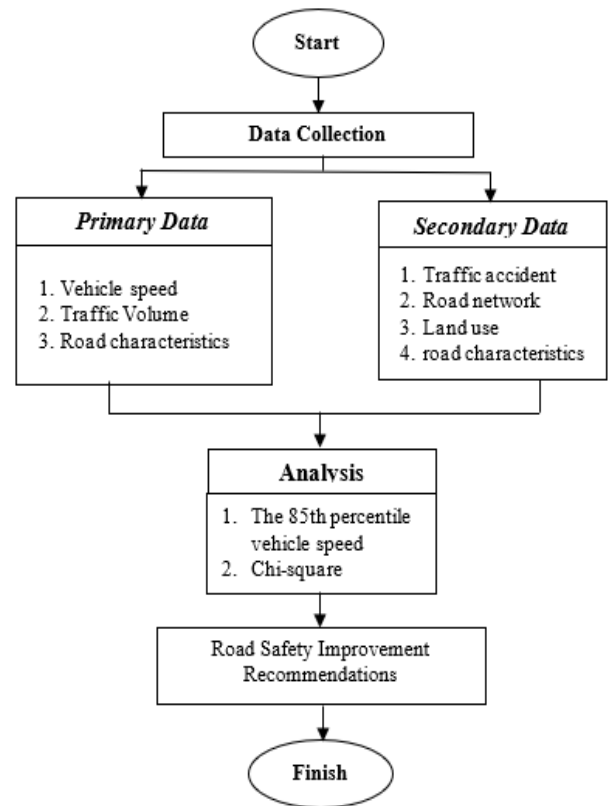 Start
Data Collection
Primary Data
1. Vehicle speed
2. Traffic Volume
3. Road characteristics
Secondary Data
1. Traffic accident
2. Road network
3. Land use
4. road characteristics
Analysis
1. The 85th percentile
vehicle speed
2. Chi-square
Road Safety Improvement
Recommendations
Finish